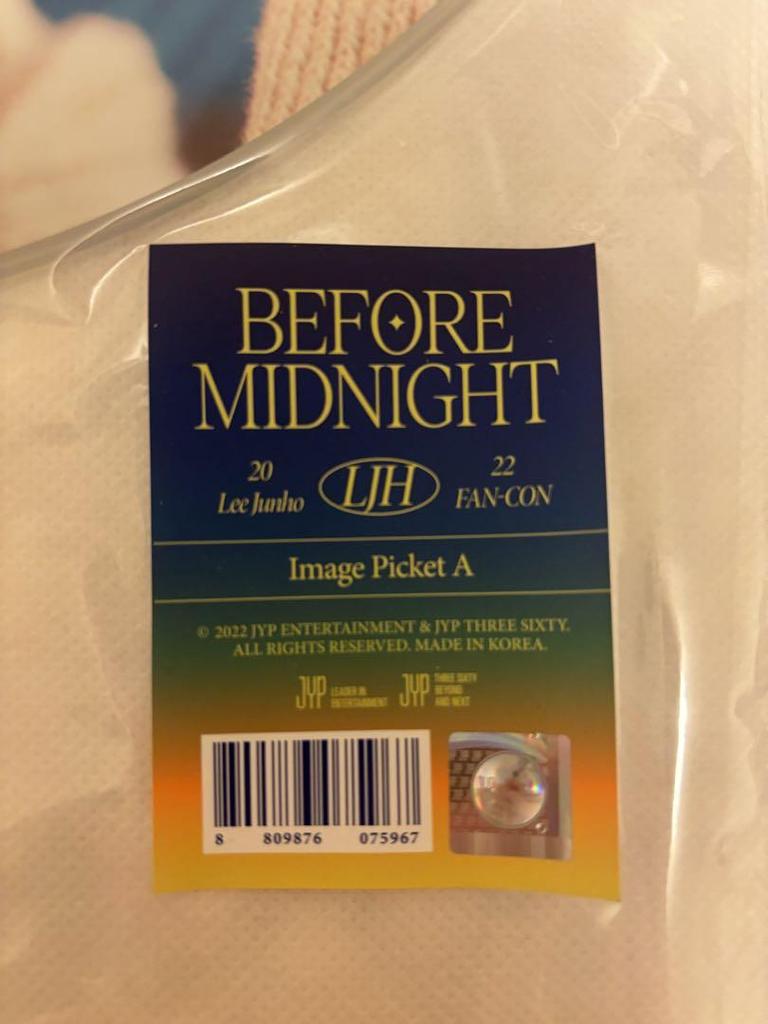 BEFORE
MIDNIGHT
20 22
Lee Junho LJH FAN-CON
Image Picket A
© 2022 JYP ENTERTAINMENT & JYP THREE SIXTY.
ALL RIGHTS RESERVED. MADE IN KOREA.
JYP LEADER IN ENTERTAINMENT JYP THREE SIXTY BEYOND AND NEXT
8 809876 075967